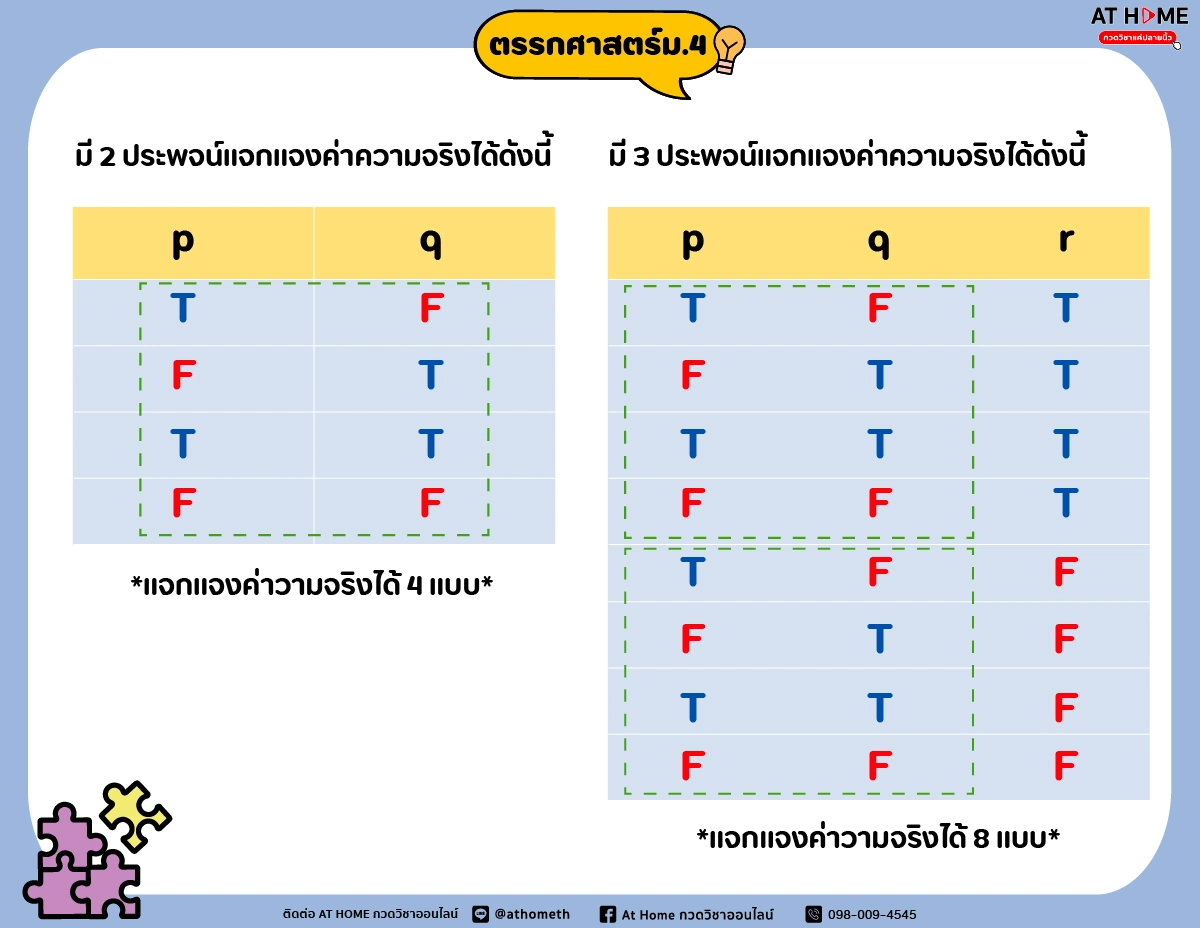 ตรรกศาสตร์ม.4
AT HOME
กวดวิชาแค่ปลายนิ้ว
มี 2 ประพจน์แจกแจงค่าความจริงได้ดังนี้
p q
T F
F T
T T
F F
*แจกแจงค่าวามจริงได้ 4 แบบ*
มี 3 ประพจน์แจกแจงค่าความจริงได้ดังนี้
p q r
T F T
F T T
T T T
F F T
T F F
F T F
T T F
F F F
*แจกแจงค่าวามจริงได้ 8 แบบ*
ติดต่อ AT HOME กวดวิชาออนไลน์ @athometh At Home กวดวิชาออนไลน์ 098-009-4545